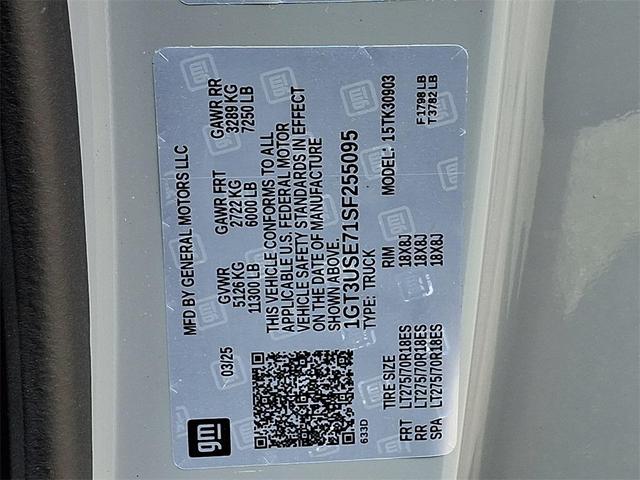 gm
MFD BY GENERAL MOTORS LLC
03/25
GVWR GAWR FRT GAWR RR
5126 KG 2722 KG 3289 KG
11300 LB 6000 LB 7250 LB
THIS VEHICLE CONFORMS TO ALL
APPLICABLE U.S. FEDERAL MOTOR
VEHICLE SAFETY STANDARDS IN EFFECT
ON THE DATE OF MANUFACTURE
SHOWN ABOVE.
1GT3USE71SF255095
633D TYPE: TRUCK MODEL: 15TK30903
TIRE SIZE RIM
FRT LT275/70R18ES 18X8J F:1798 LB
RR LT275/70R18ES 18X8J T:3782 LB
SPA LT275/70R18ES 18X8J